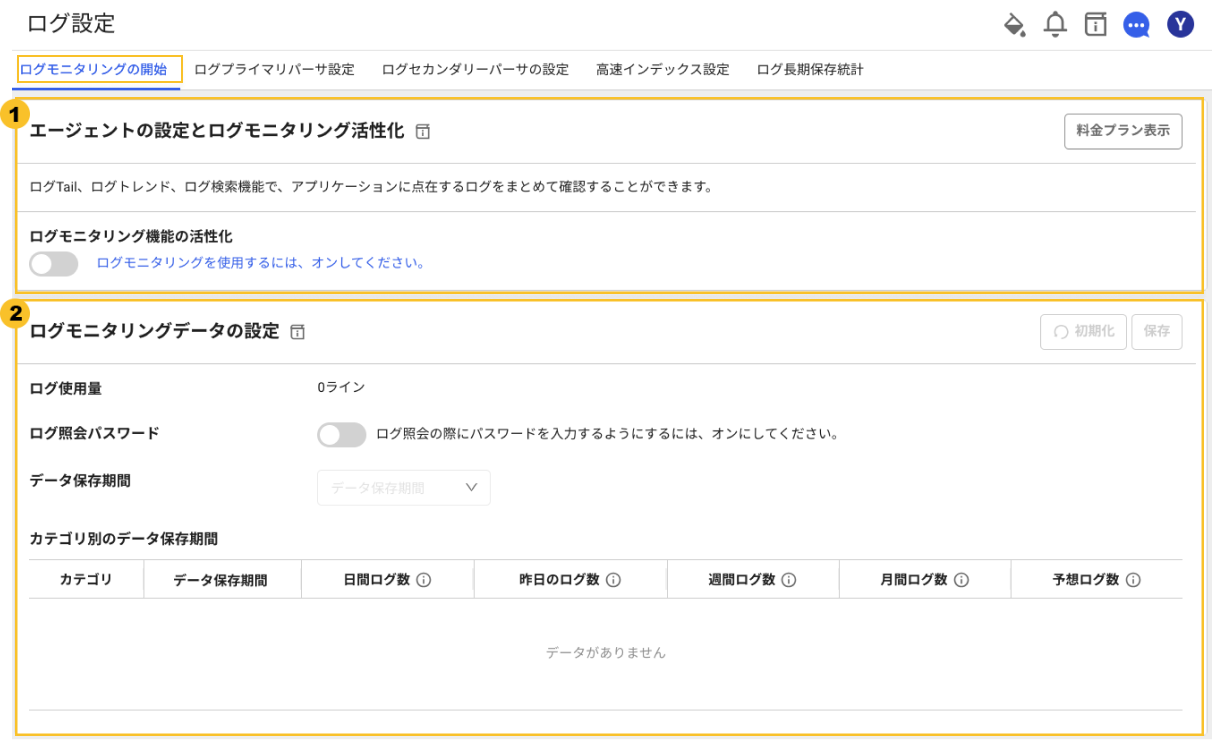 ログ設定
Y
ログモニタリングの開始 ログプライマリパーサ設定 ログセカンダリーパーサの設定 高速インデックス設定 ログ長期保存統計
1
エージェントの設定とログモニタリング活性化
料金プラン表示
ログTail、ログトレンド、ログ検索機能で、アプリケーションに点在するログをまとめて確認することができます。
ログモニタリング機能の活性化
ログモニタリングを使用するには、オンしてください。
2
ログモニタリングデータの設定
初期化 保存
ログ使用量 0ライン
ログ照会パスワード ログ照会の際にパスワードを入力するようにするには、オンにしてください。
データ保存期間 データ保存期間
カテゴリ別のデータ保存期間
カテゴリ データ保存期間 日間ログ数 昨日のログ数 週間ログ数 月間ログ数 予想ログ数
データがありません